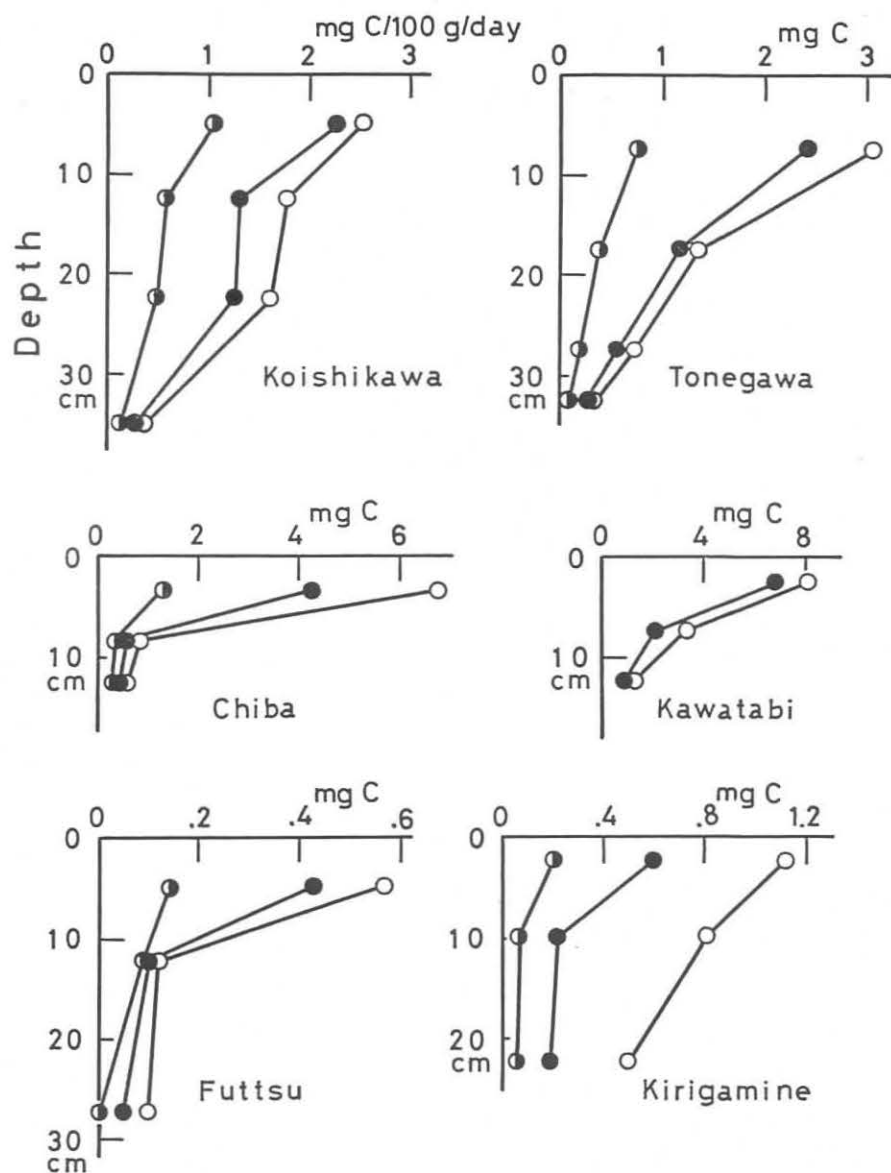 mg C/100 g/day
0 1 2 3
0
10
20
30
cm
Depth
Koishikawa
mg C
0 1 2 3
0
10
20
30
cm
Tonegawa
mg C
0 2 4 6
0
10
cm
Chiba
mg C
0 4 8
0
10
cm
Kawatabi
mg C
0 .2 .4 .6
0
10
20
30
cm
Futtsu
mg C
0 .4 .8 1.2
0
10
20
cm
Kirigamine